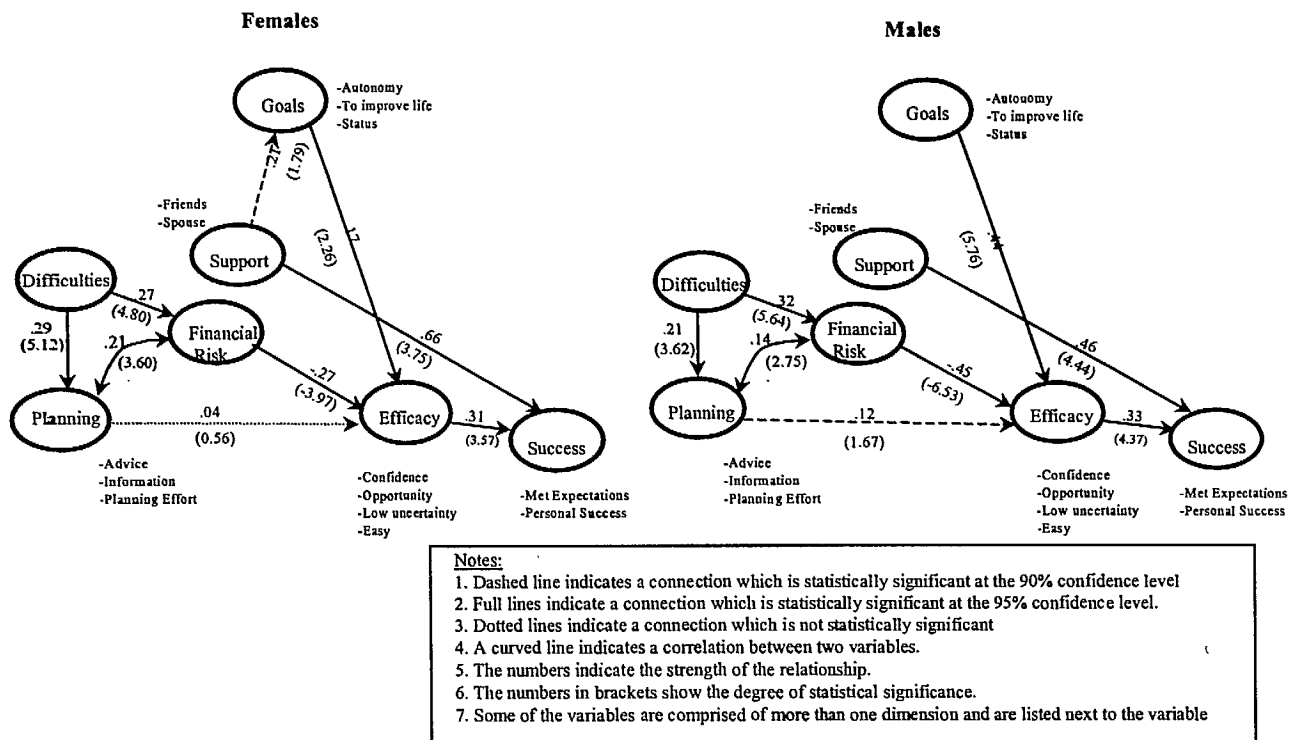 Females
Goals
-Autonomy
-To improve life
-Status
.21
(1.79)
-Friends
-Spouse
Support
.17
(2.26)
Difficulties
.27
(4.80)
.29
(5.12)
.21
(3.60)
Financial
Risk
.66
(3.75)
-.27
(-3.97)
Planning
.04
(0.56)
Efficacy
.31
(3.57)
Success
-Advice
-Information
-Planning Effort
-Confidence
-Opportunity
-Low uncertainty
-Easy
-Met Expectations
-Personal Success
Males
Goals
-Autonomy
-To improve life
-Status
-Friends
-Spouse
Support
(5.76)
Difficulties
.32
(5.64)
.21
(3.62)
.14
(2.75)
Financial
Risk
.46
(4.44)
-.45
(-6.53)
Planning
.12
(1.67)
Efficacy
.33
(4.37)
Success
-Advice
-Information
-Planning Effort
-Confidence
-Opportunity
-Low uncertainty
-Easy
-Met Expectations
-Personal Success
Notes:
1. Dashed line indicates a connection which is statistically significant at the 90% confidence level
2. Full lines indicate a connection which is statistically significant at the 95% confidence level.
3. Dotted lines indicate a connection which is not statistically significant
4. A curved line indicates a correlation between two variables.
5. The numbers indicate the strength of the relationship.
6. The numbers in brackets show the degree of statistical significance.
7. Some of the variables are comprised of more than one dimension and are listed next to the variable